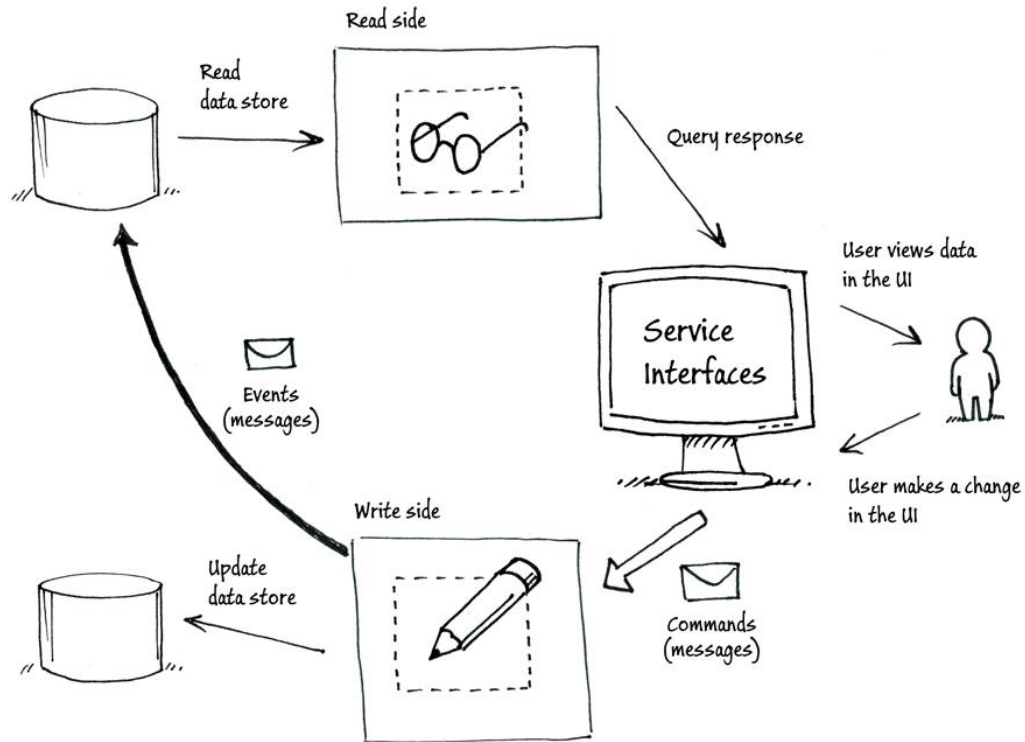 Read side
Read
data store
Query response
User views data
in the UI
Service
Interfaces
Events
(messages)
User makes a change
in the UI
Write side
Update
data store
Commands
(messages)